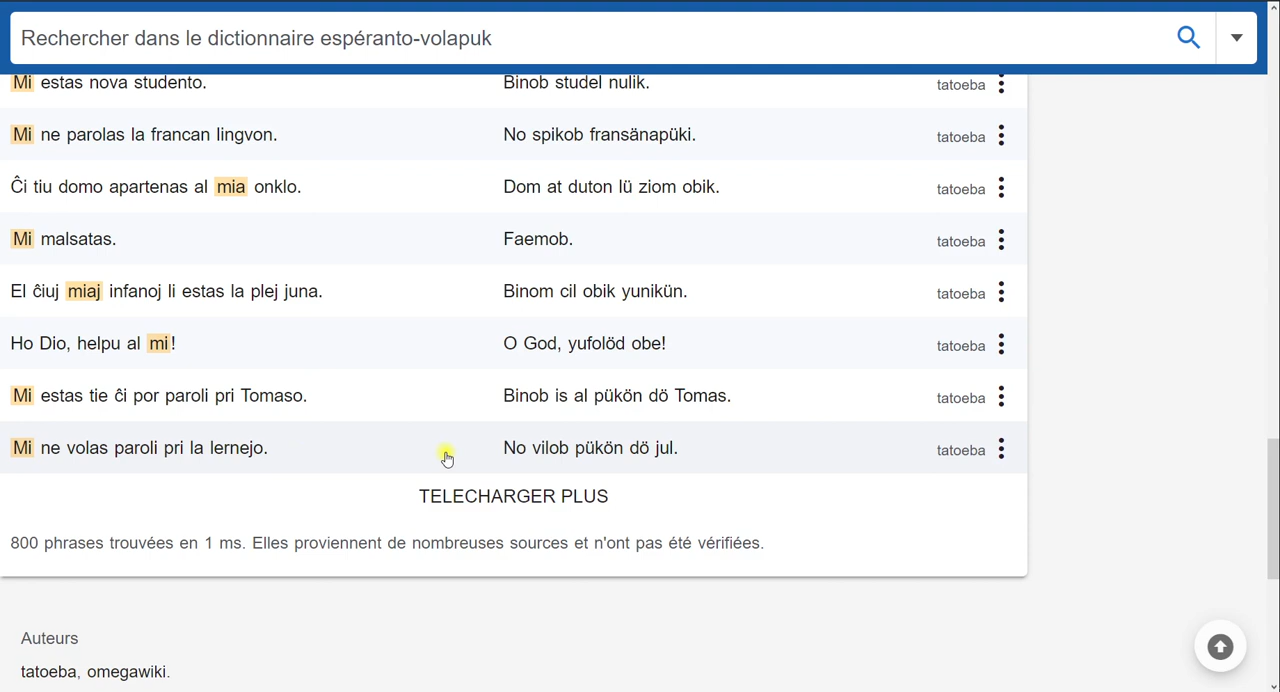 Rechercher dans le dictionnaire espéranto-volapuk
Mi estas nova studento. Binob studel nulik. tatoeba
Mi ne parolas la francan lingvon. No spikob fransänapüki. tatoeba
Ĉi tiu domo apartenas al mia onklo. Dom at duton lü ziom obik. tatoeba
Mi malsatas. Faemob. tatoeba
El ĉiuj miaj infanoj li estas la plej juna. Binom cil obik yunikün. tatoeba
Ho Dio, helpu al mi! O God, yufolöd obe! tatoeba
Mi estas tie ĉi por paroli pri Tomaso. Binob is al pükön dö Tomas. tatoeba
Mi ne volas paroli pri la lernejo. No vilob pükön dö jul. tatoeba
TELECHARGER PLUS
800 phrases trouvées en 1 ms. Elles proviennent de nombreuses sources et n'ont pas été vérifiées.
Auteurs
tatoeba, omegawiki.